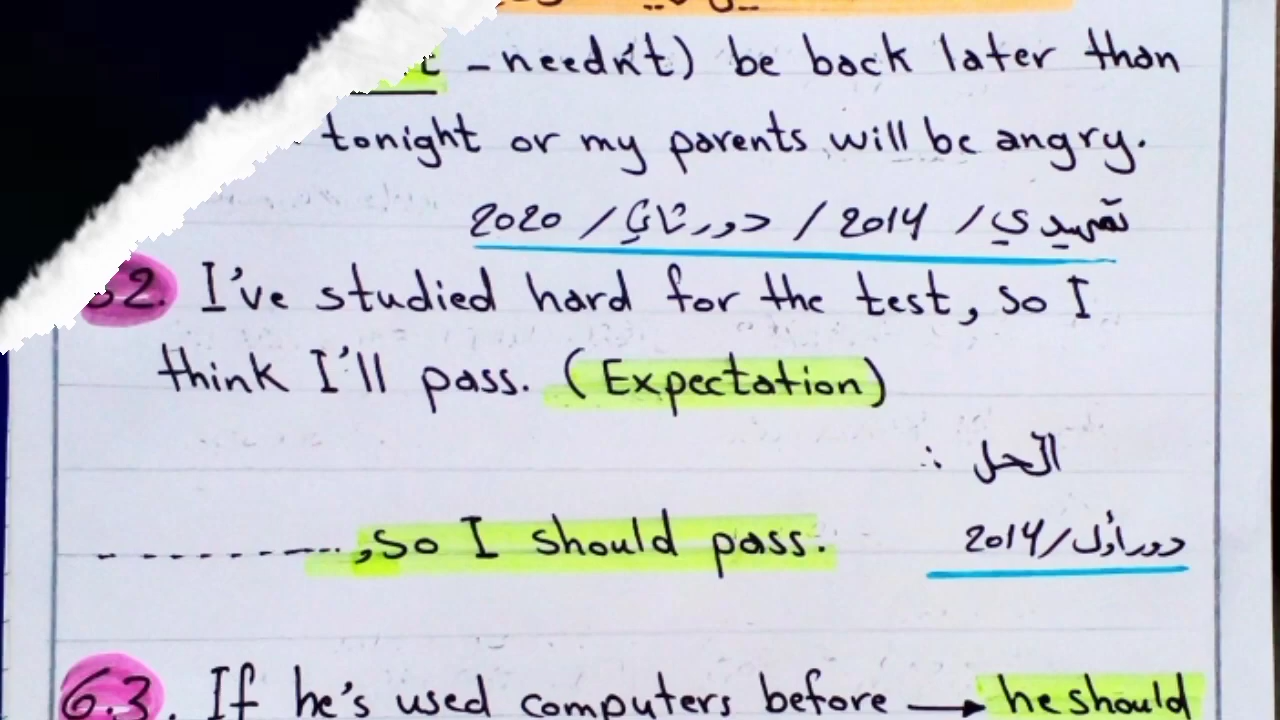 -needn't) be back later than
tonight or my parents will be angry.
تمهيدي / 2014 / دور ثاني / 2020
2. I've studied hard for the test, so I
think I'll pass. (Expectation)
الحل :
- - - - - - - - - - , so I should pass.
دور أول / 2014
63. If he's used computers before → he should